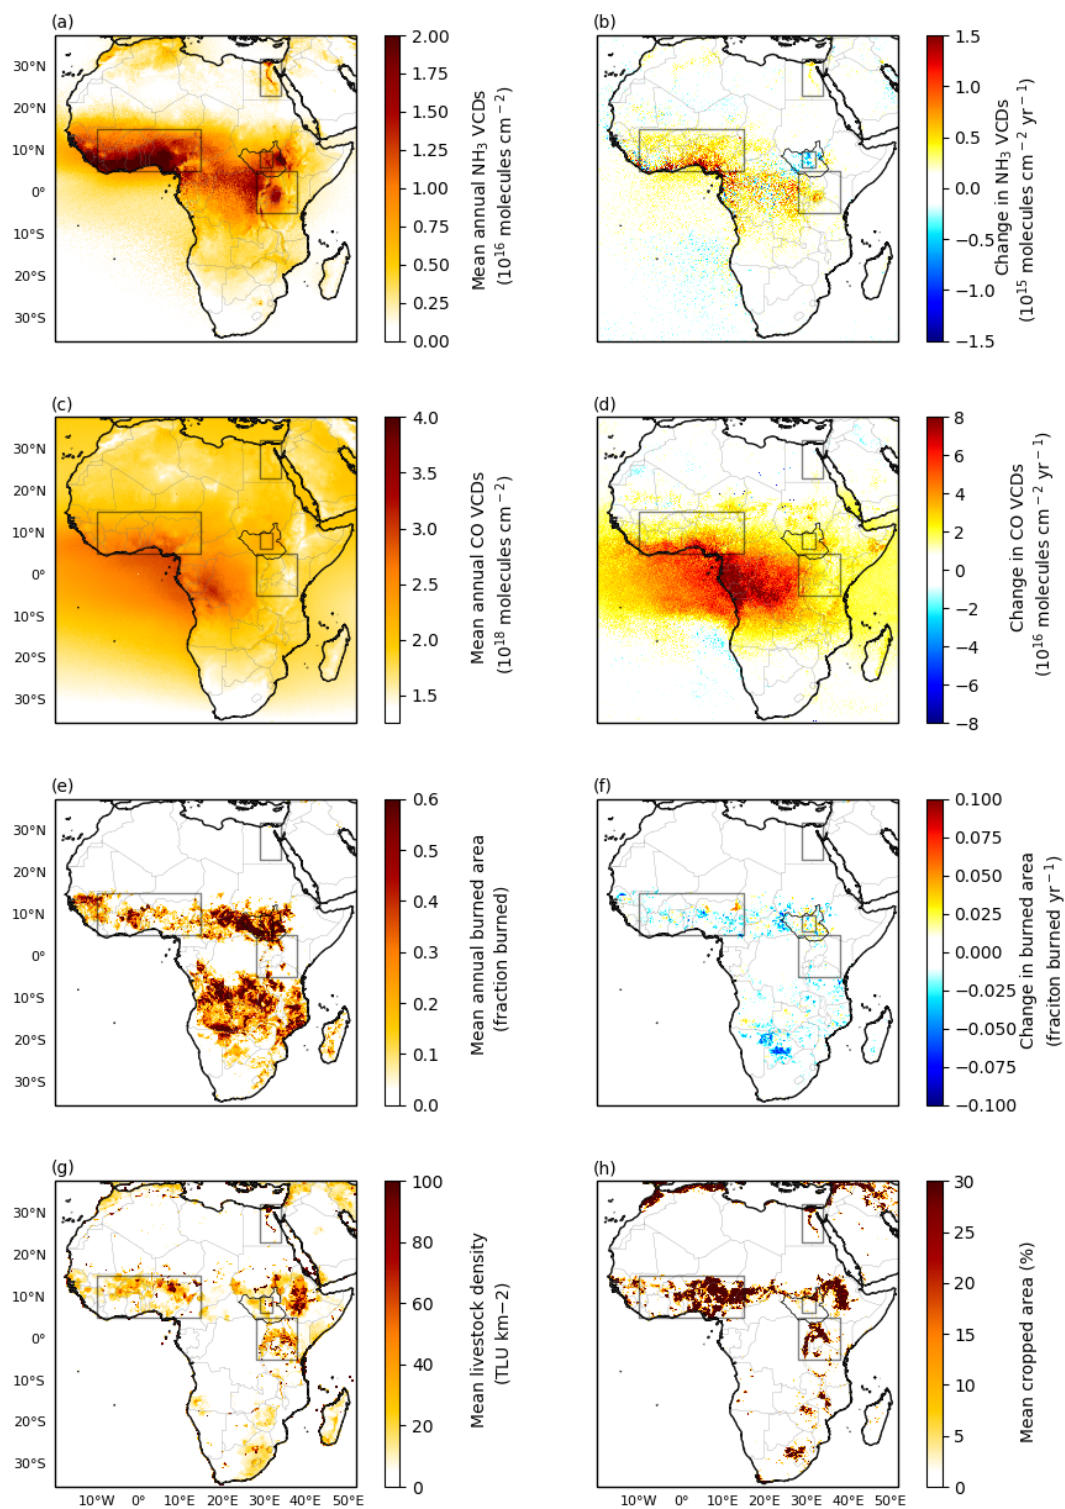 (a)
30°N
20°N
10°N
0°
10°S
20°S
30°S
2.00
1.75
1.50
1.25
1.00
0.75
0.50
0.25
0.00
Mean annual NH₃ VCDs
(10¹⁶ molecules cm⁻²)
(b)
1.5
1.0
0.5
0.0
−0.5
−1.0
−1.5
Change in NH₃ VCDs
(10¹⁵ molecules cm⁻² yr⁻¹)
(c)
30°N
20°N
10°N
0°
10°S
20°S
30°S
4.0
3.5
3.0
2.5
2.0
1.5
Mean annual CO VCDs
(10¹⁸ molecules cm⁻²)
(d)
8
6
4
2
0
−2
−4
−6
−8
Change in CO VCDs
(10¹⁶ molecules cm⁻² yr⁻¹)
(e)
30°N
20°N
10°N
0°
10°S
20°S
30°S
0.6
0.5
0.4
0.3
0.2
0.1
0.0
Mean annual burned area
(fraction burned)
(f)
0.100
0.075
0.050
0.025
0.000
−0.025
−0.050
−0.075
−0.100
Change in burned area
(fraciton burned yr⁻¹)
(g)
30°N
20°N
10°N
0°
10°S
20°S
30°S
10°W 0° 10°E 20°E 30°E 40°E 50°E
100
80
60
40
20
0
Mean livestock density
(TLU km−2)
(h)
10°W 0° 10°E 20°E 30°E 40°E 50°E
30
25
20
15
10
5
0
Mean cropped area (%)